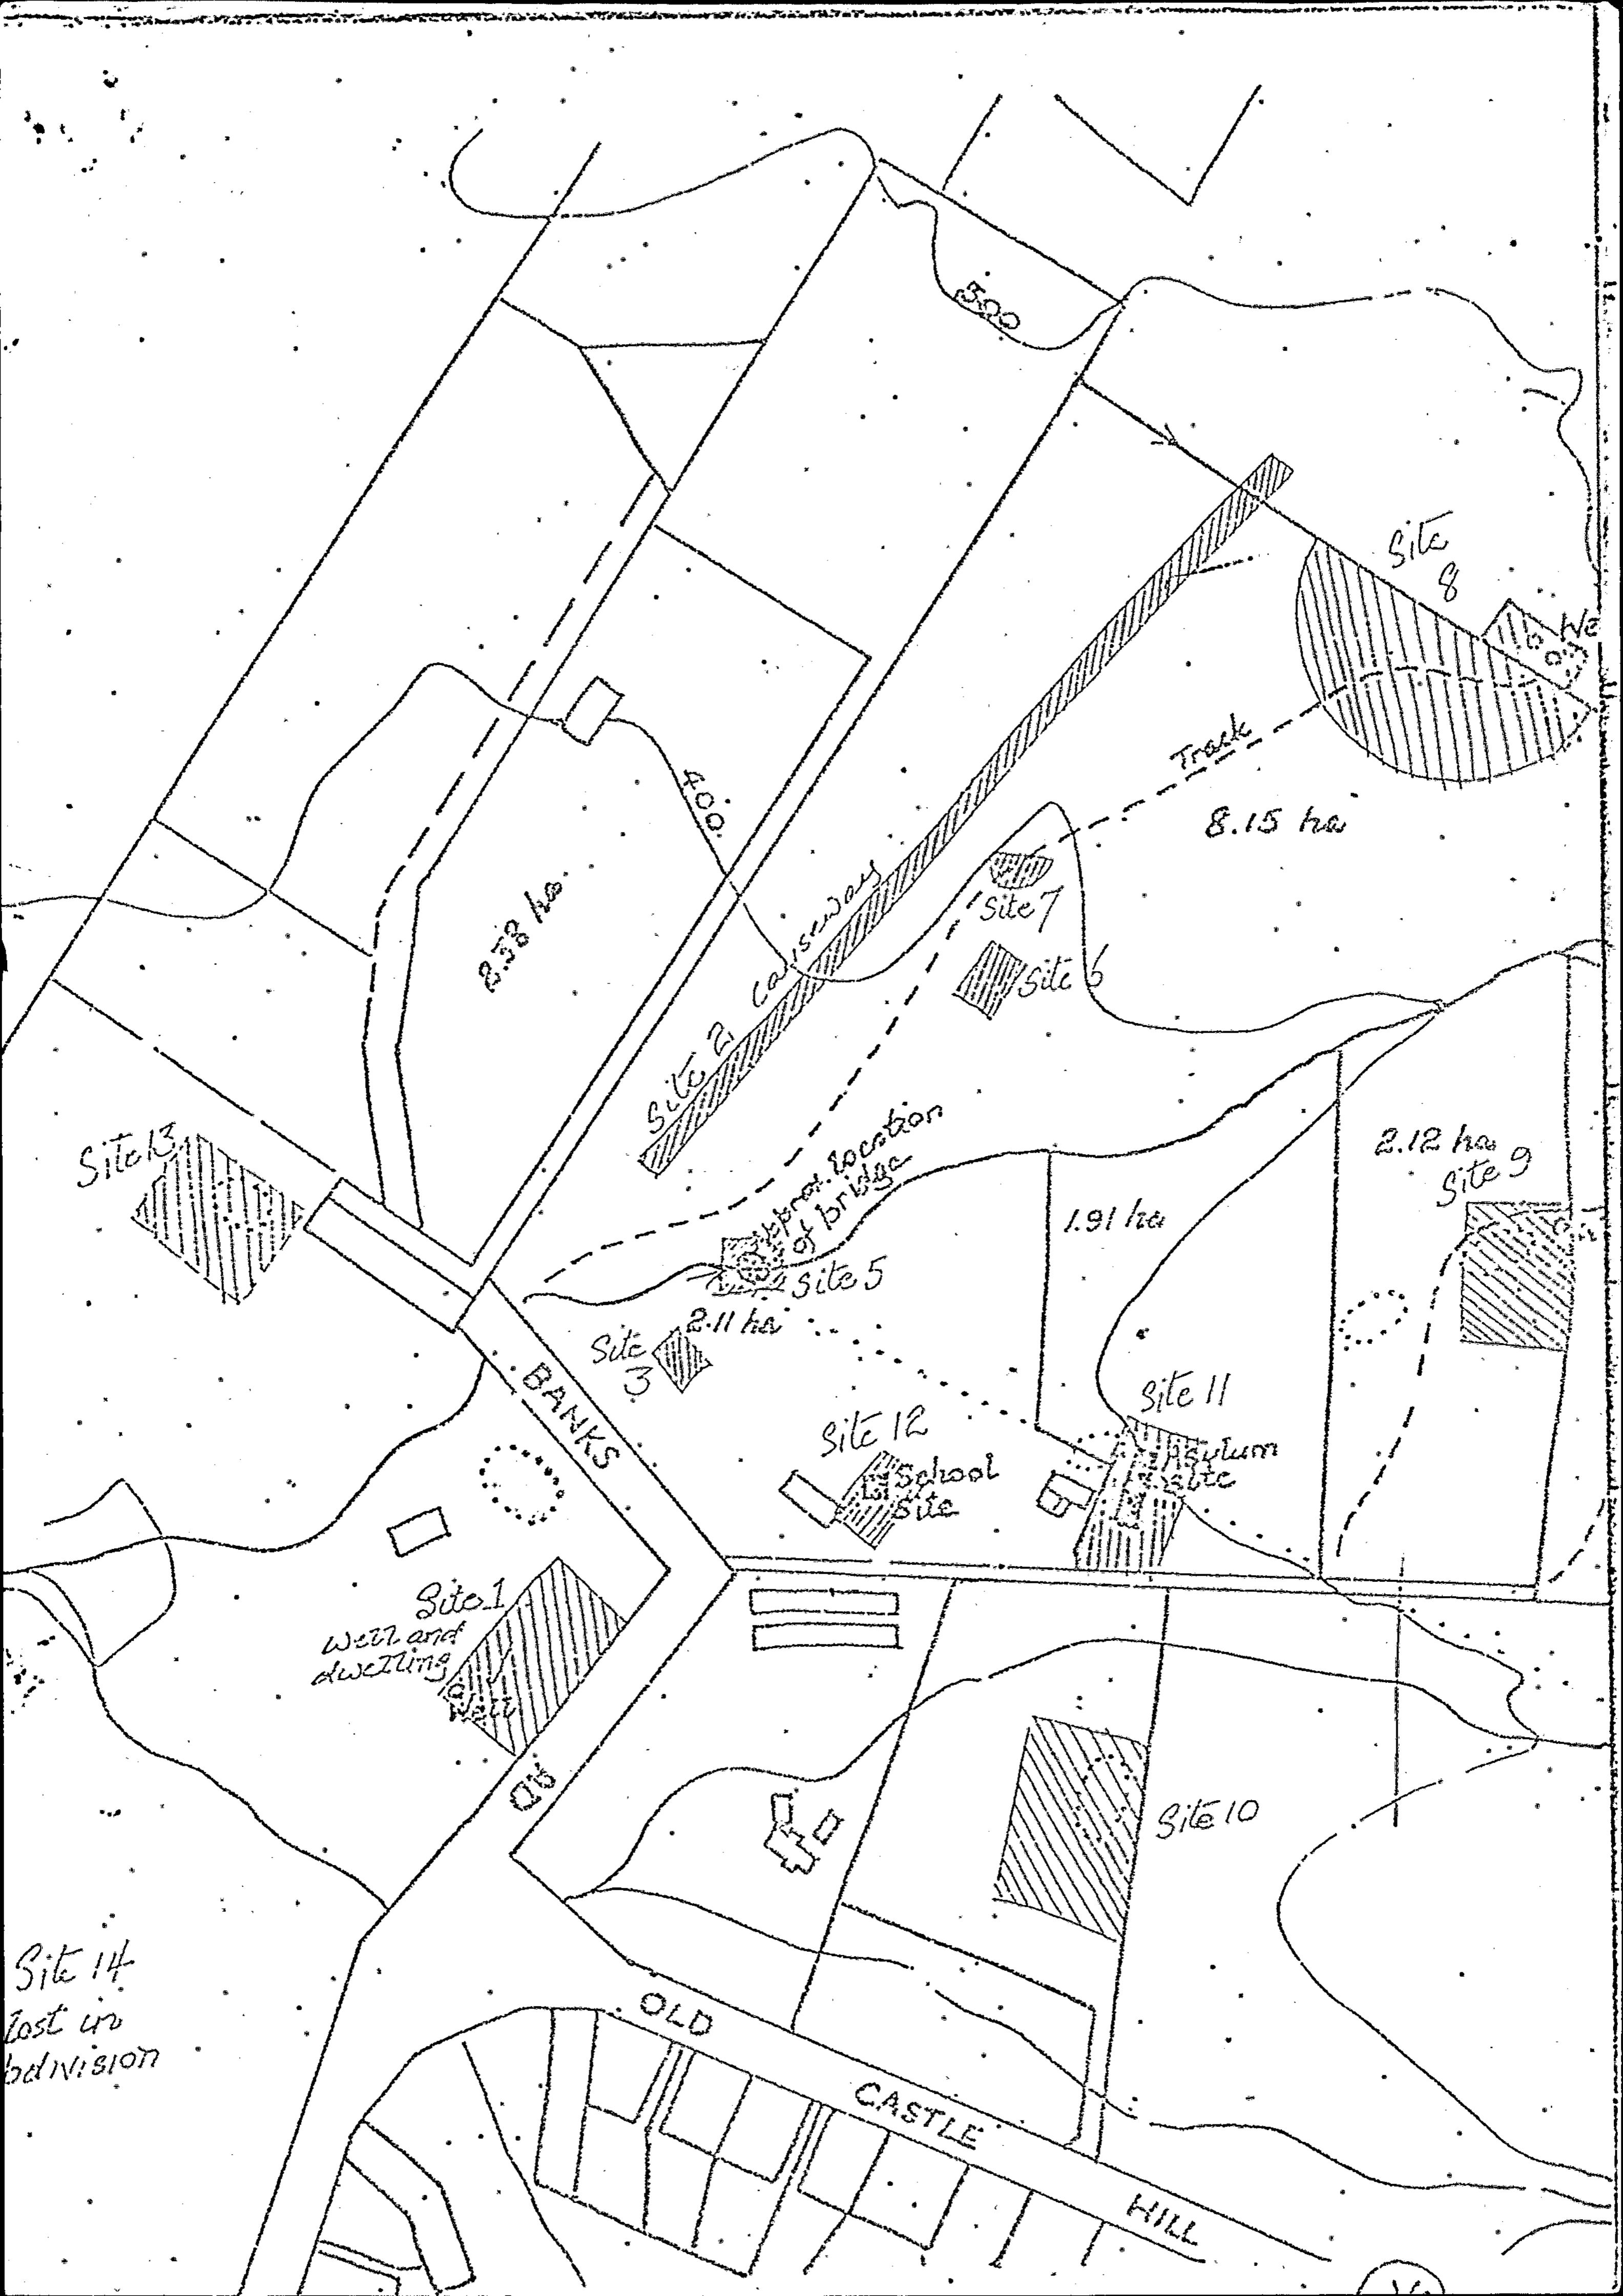 500
Site
8
We
Track
8.15 ha
400
2.58 ha.
Site 7
Site 6
Site 2 Causeway
Site 13
Approx. location
of bridge
Site 5
2.12 ha
Site 9
1.91 ha
2.11 ha
Site
3
BANKS
Site 11
Asylum
Site
Site 12
School
Site
Site 1
well and
dwelling
Well
RD
Site 10
Site 14
lost in
bdivision
OLD
CASTLE
HILL